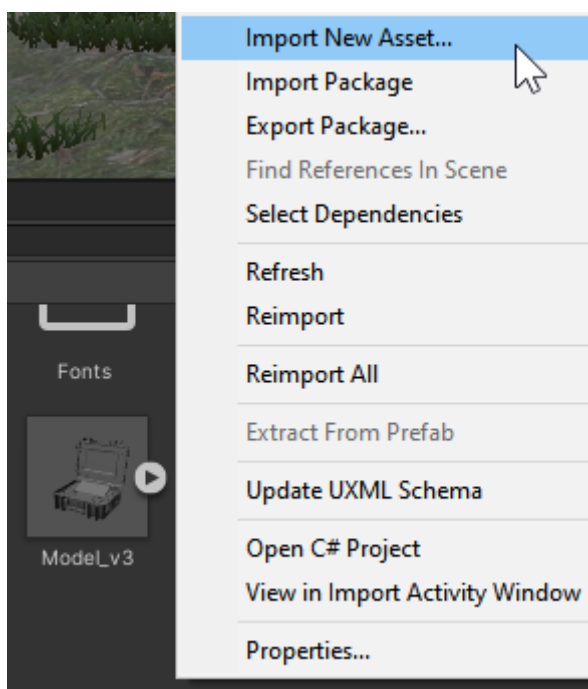 Import New Asset...
Import Package
Export Package...
Find References In Scene
Select Dependencies
Refresh
Reimport
Reimport All
Extract From Prefab
Update UXML Schema
Open C# Project
View in Import Activity Window
Properties...
Fonts
Model_v3